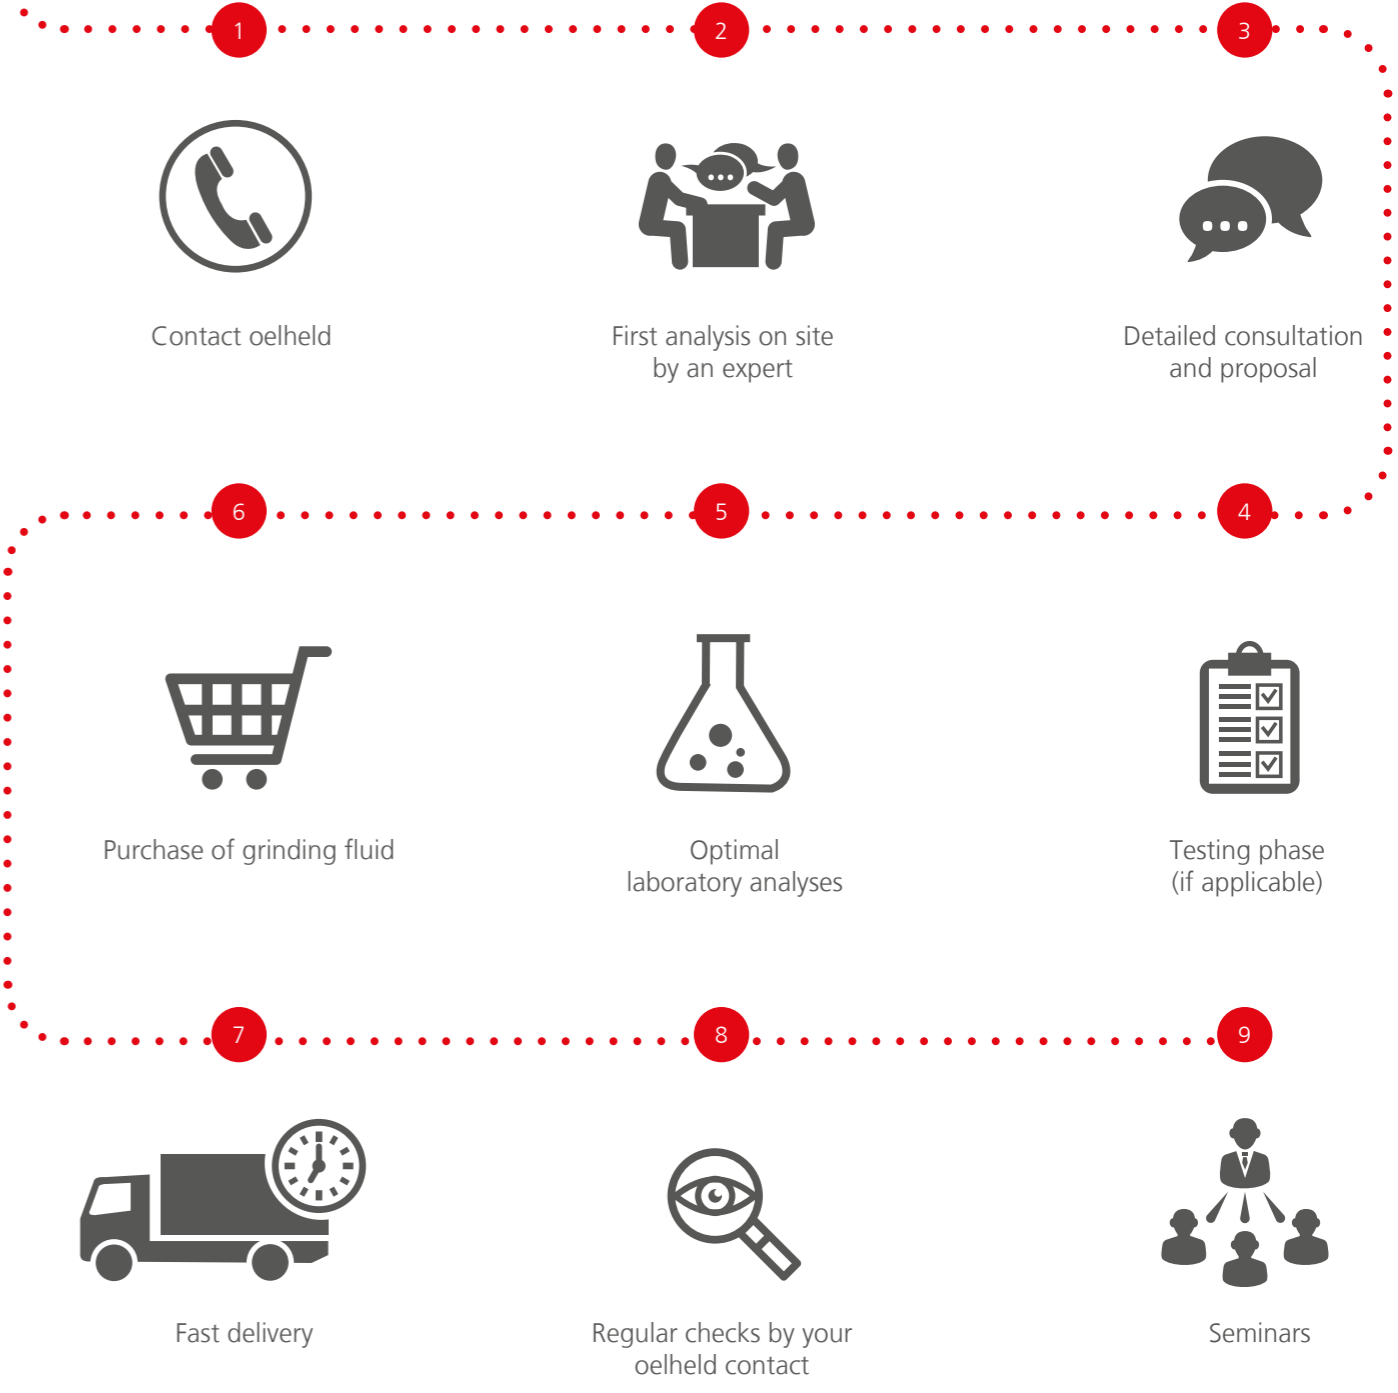 1
2
3
Contact oelheld
First analysis on site
by an expert
Detailed consultation
and proposal
6
5
4
Purchase of grinding fluid
Optimal
laboratory analyses
Testing phase
(if applicable)
7
8
9
Fast delivery
Regular checks by your
oelheld contact
Seminars